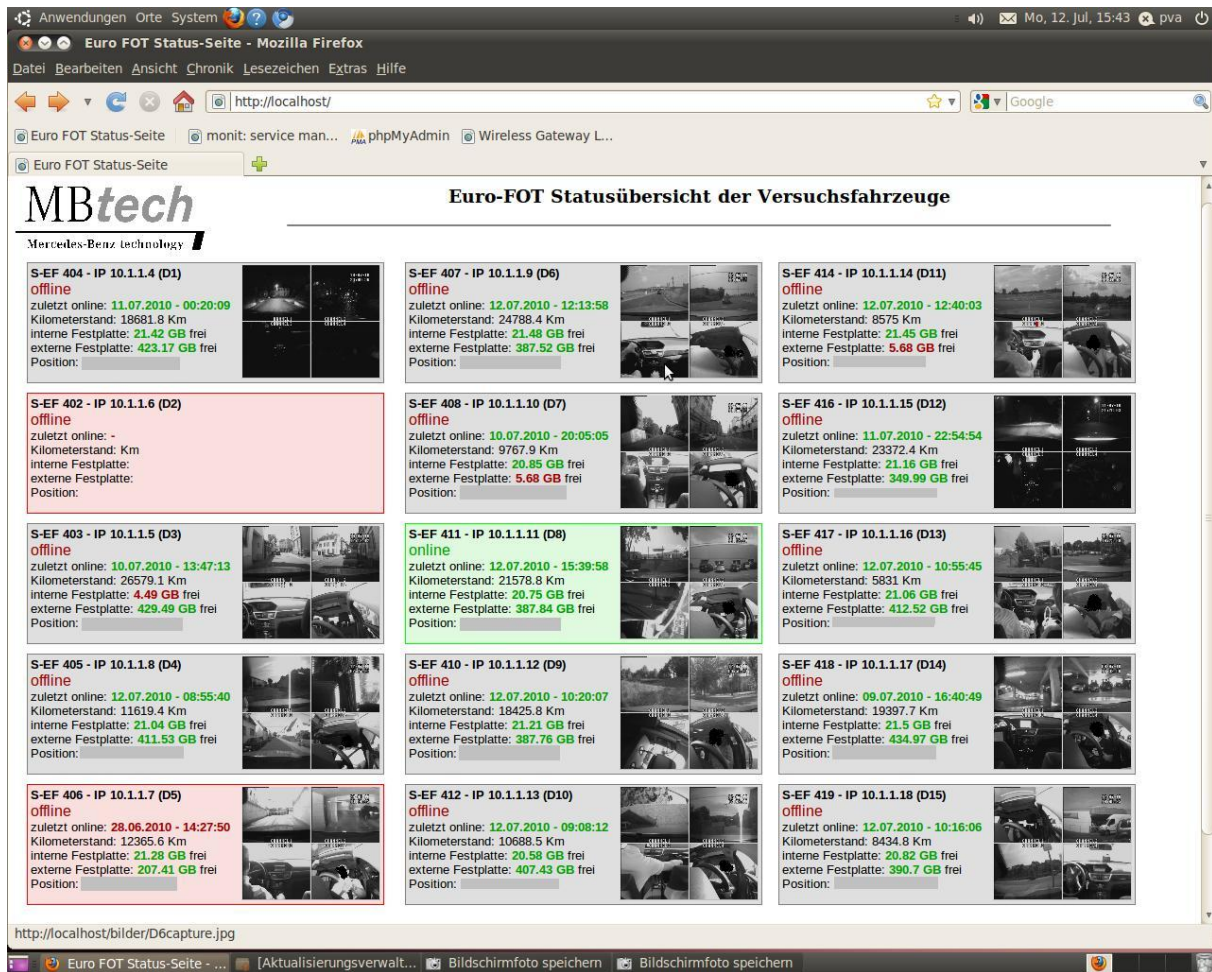 Anwendungen Orte System
Mo, 12. Jul, 15:43 pva
Euro FOT Status-Seite - Mozilla Firefox
Datei Bearbeiten Ansicht Chronik Lesezeichen Extras Hilfe
http://localhost/
Google
Euro FOT Status-Seite monit: service man... phpMyAdmin Wireless Gateway L...
Euro FOT Status-Seite
MBtech
Mercedes-Benz technology
Euro-FOT Statusübersicht der Versuchsfahrzeuge
S-EF 404 - IP 10.1.1.4 (D1)
offline
zuletzt online: 11.07.2010 - 00:20:09
Kilometerstand: 18681.8 Km
interne Festplatte: 21.42 GB frei
externe Festplatte: 423.17 GB frei
Position:
S-EF 407 - IP 10.1.1.9 (D6)
offline
zuletzt online: 12.07.2010 - 12:13:58
Kilometerstand: 24788.4 Km
interne Festplatte: 21.48 GB frei
externe Festplatte: 387.52 GB frei
Position:
S-EF 414 - IP 10.1.1.14 (D11)
offline
zuletzt online: 12.07.2010 - 12:40:03
Kilometerstand: 8575 Km
interne Festplatte: 21.45 GB frei
externe Festplatte: 5.68 GB frei
Position:
S-EF 402 - IP 10.1.1.6 (D2)
offline
zuletzt online: -
Kilometerstand: Km
interne Festplatte:
externe Festplatte:
Position:
S-EF 408 - IP 10.1.1.10 (D7)
offline
zuletzt online: 10.07.2010 - 20:05:05
Kilometerstand: 9767.9 Km
interne Festplatte: 20.85 GB frei
externe Festplatte: 5.68 GB frei
Position:
S-EF 416 - IP 10.1.1.15 (D12)
offline
zuletzt online: 11.07.2010 - 22:54:54
Kilometerstand: 23372.4 Km
interne Festplatte: 21.16 GB frei
externe Festplatte: 349.99 GB frei
Position:
S-EF 403 - IP 10.1.1.5 (D3)
offline
zuletzt online: 10.07.2010 - 13:47:13
Kilometerstand: 26579.1 Km
interne Festplatte: 4.49 GB frei
externe Festplatte: 429.49 GB frei
Position:
S-EF 411 - IP 10.1.1.11 (D8)
online
zuletzt online: 12.07.2010 - 15:39:58
Kilometerstand: 21578.8 Km
interne Festplatte: 20.75 GB frei
externe Festplatte: 387.84 GB frei
Position:
S-EF 417 - IP 10.1.1.16 (D13)
offline
zuletzt online: 12.07.2010 - 10:55:45
Kilometerstand: 5831 Km
interne Festplatte: 21.06 GB frei
externe Festplatte: 412.52 GB frei
Position:
S-EF 405 - IP 10.1.1.8 (D4)
offline
zuletzt online: 12.07.2010 - 08:55:40
Kilometerstand: 11619.4 Km
interne Festplatte: 21.04 GB frei
externe Festplatte: 411.53 GB frei
Position:
S-EF 410 - IP 10.1.1.12 (D9)
offline
zuletzt online: 12.07.2010 - 10:20:07
Kilometerstand: 18425.8 Km
interne Festplatte: 21.21 GB frei
externe Festplatte: 387.76 GB frei
Position:
S-EF 418 - IP 10.1.1.17 (D14)
offline
zuletzt online: 09.07.2010 - 16:40:49
Kilometerstand: 19397.7 Km
interne Festplatte: 21.5 GB frei
externe Festplatte: 434.97 GB frei
Position:
S-EF 406 - IP 10.1.1.7 (D5)
offline
zuletzt online: 28.06.2010 - 14:27:50
Kilometerstand: 12365.6 Km
interne Festplatte: 21.28 GB frei
externe Festplatte: 207.41 GB frei
Position:
S-EF 412 - IP 10.1.1.13 (D10)
offline
zuletzt online: 12.07.2010 - 09:08:12
Kilometerstand: 10688.5 Km
interne Festplatte: 20.58 GB frei
externe Festplatte: 407.43 GB frei
Position:
S-EF 419 - IP 10.1.1.18 (D15)
offline
zuletzt online: 12.07.2010 - 10:16:06
Kilometerstand: 8434.8 Km
interne Festplatte: 20.82 GB frei
externe Festplatte: 390.7 GB frei
Position:
http://localhost/bilder/D6capture.jpg
Euro FOT Status-Seite - ... [Aktualisierungsverwalt... Bildschirmfoto speichern Bildschirmfoto speichern